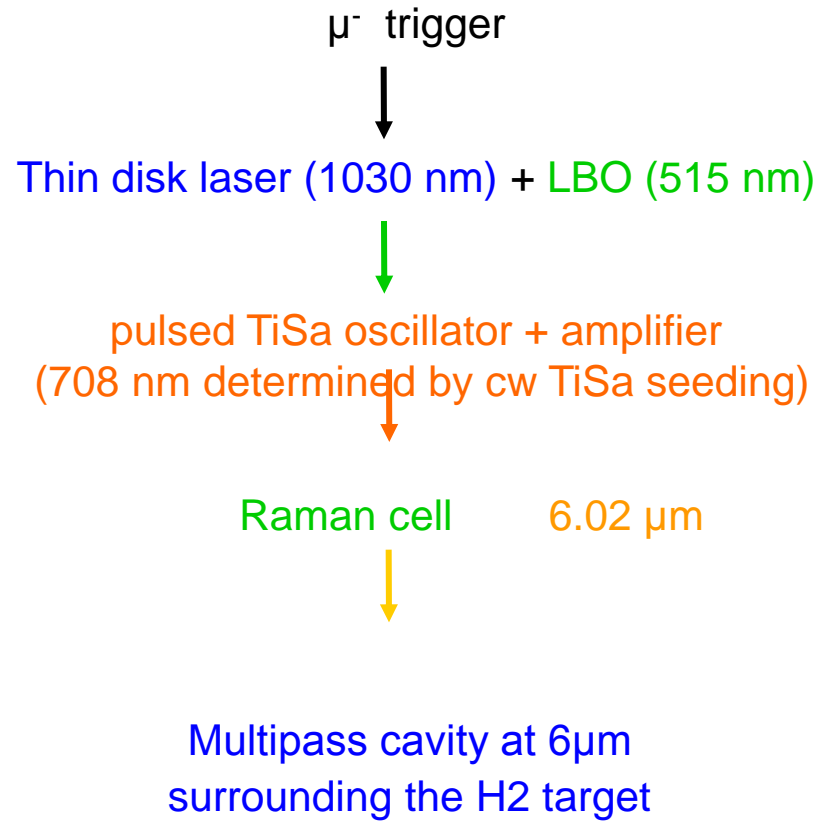 µ⁻ trigger
Thin disk laser (1030 nm) + LBO (515 nm)
pulsed TiSa oscillator + amplifier
(708 nm determined by cw TiSa seeding)
Raman cell 6.02 µm
Multipass cavity at 6µm
surrounding the H2 target